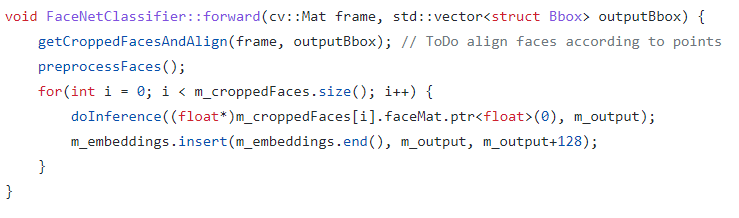 void FaceNetClassifier::forward(cv::Mat frame, std::vector<struct Bbox> outputBbox) {
    getCroppedFacesAndAlign(frame, outputBbox); // ToDo align faces according to points
    preprocessFaces();
    for(int i = 0; i < m_croppedFaces.size(); i++) {
        doInference((float*)m_croppedFaces[i].faceMat.ptr<float>(0), m_output);
        m_embeddings.insert(m_embeddings.end(), m_output, m_output+128);
    }
}